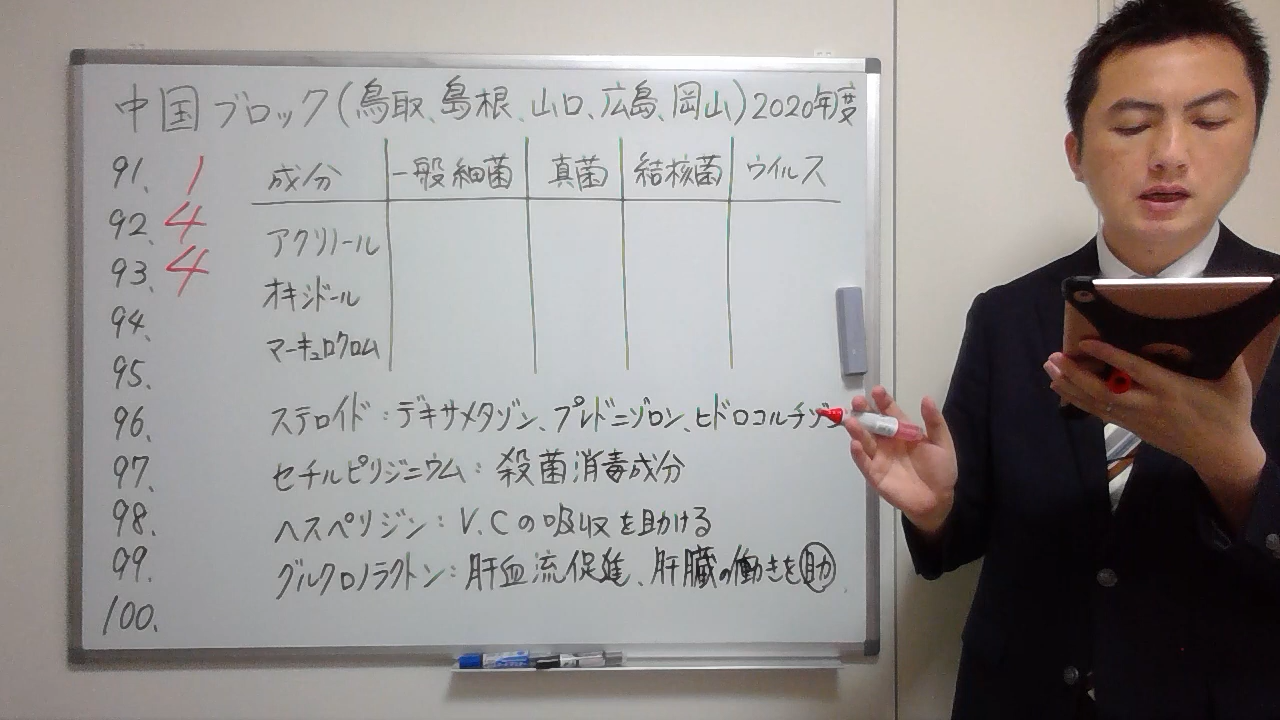 中国ブロック(鳥取、島根、山口、広島、岡山)2020年度
91. 1
92. 4
93. 4
94.
95.
96.
97.
98.
99.
100.
成分 一般細菌 真菌 結核菌 ウイルス
アクリノール
オキシドール
マーキュロクロム
ステロイド:デキサメタゾン、プレドニゾロン、ヒドロコルチゾン
セチルピリジニウム:殺菌消毒成分
ヘスペリジン:V.Cの吸収を助ける
グルクロノラクトン:肝血流促進、肝臓の働きを助